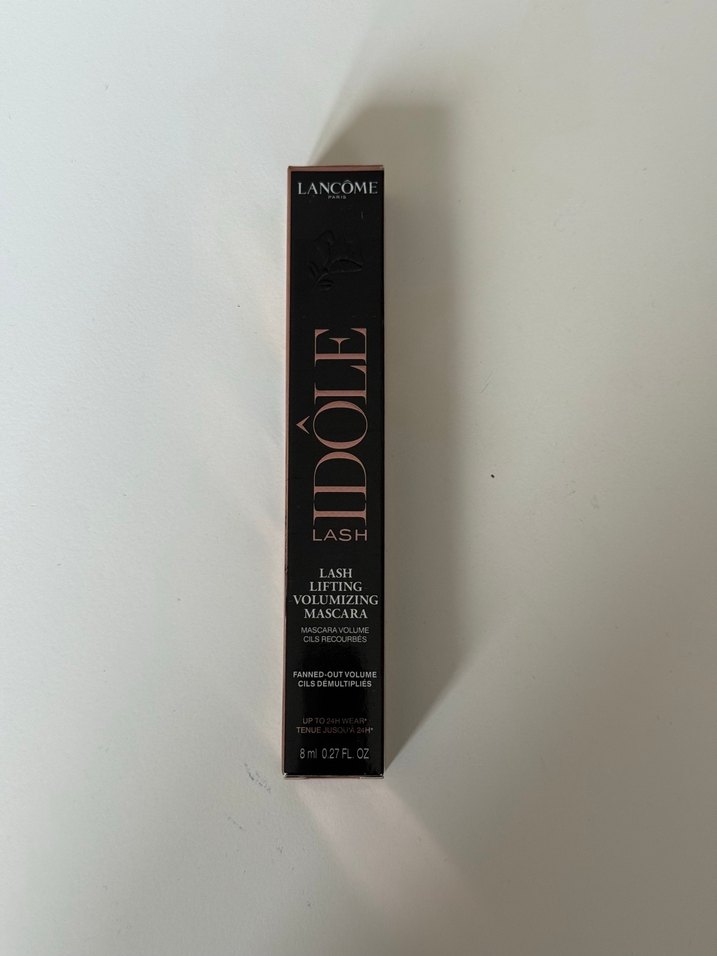 LANCÔME
PARIS
IDÔLE
LASH
LASH
LIFTING
VOLUMIZING
MASCARA
MASCARA VOLUME
CILS RECOURBÉS
FANNED-OUT VOLUME
CILS DÉMULTIPLIÉS
UP TO 24H WEAR*
TENUE JUSQU'À 24H*
8 ml 0.27 FL. OZ